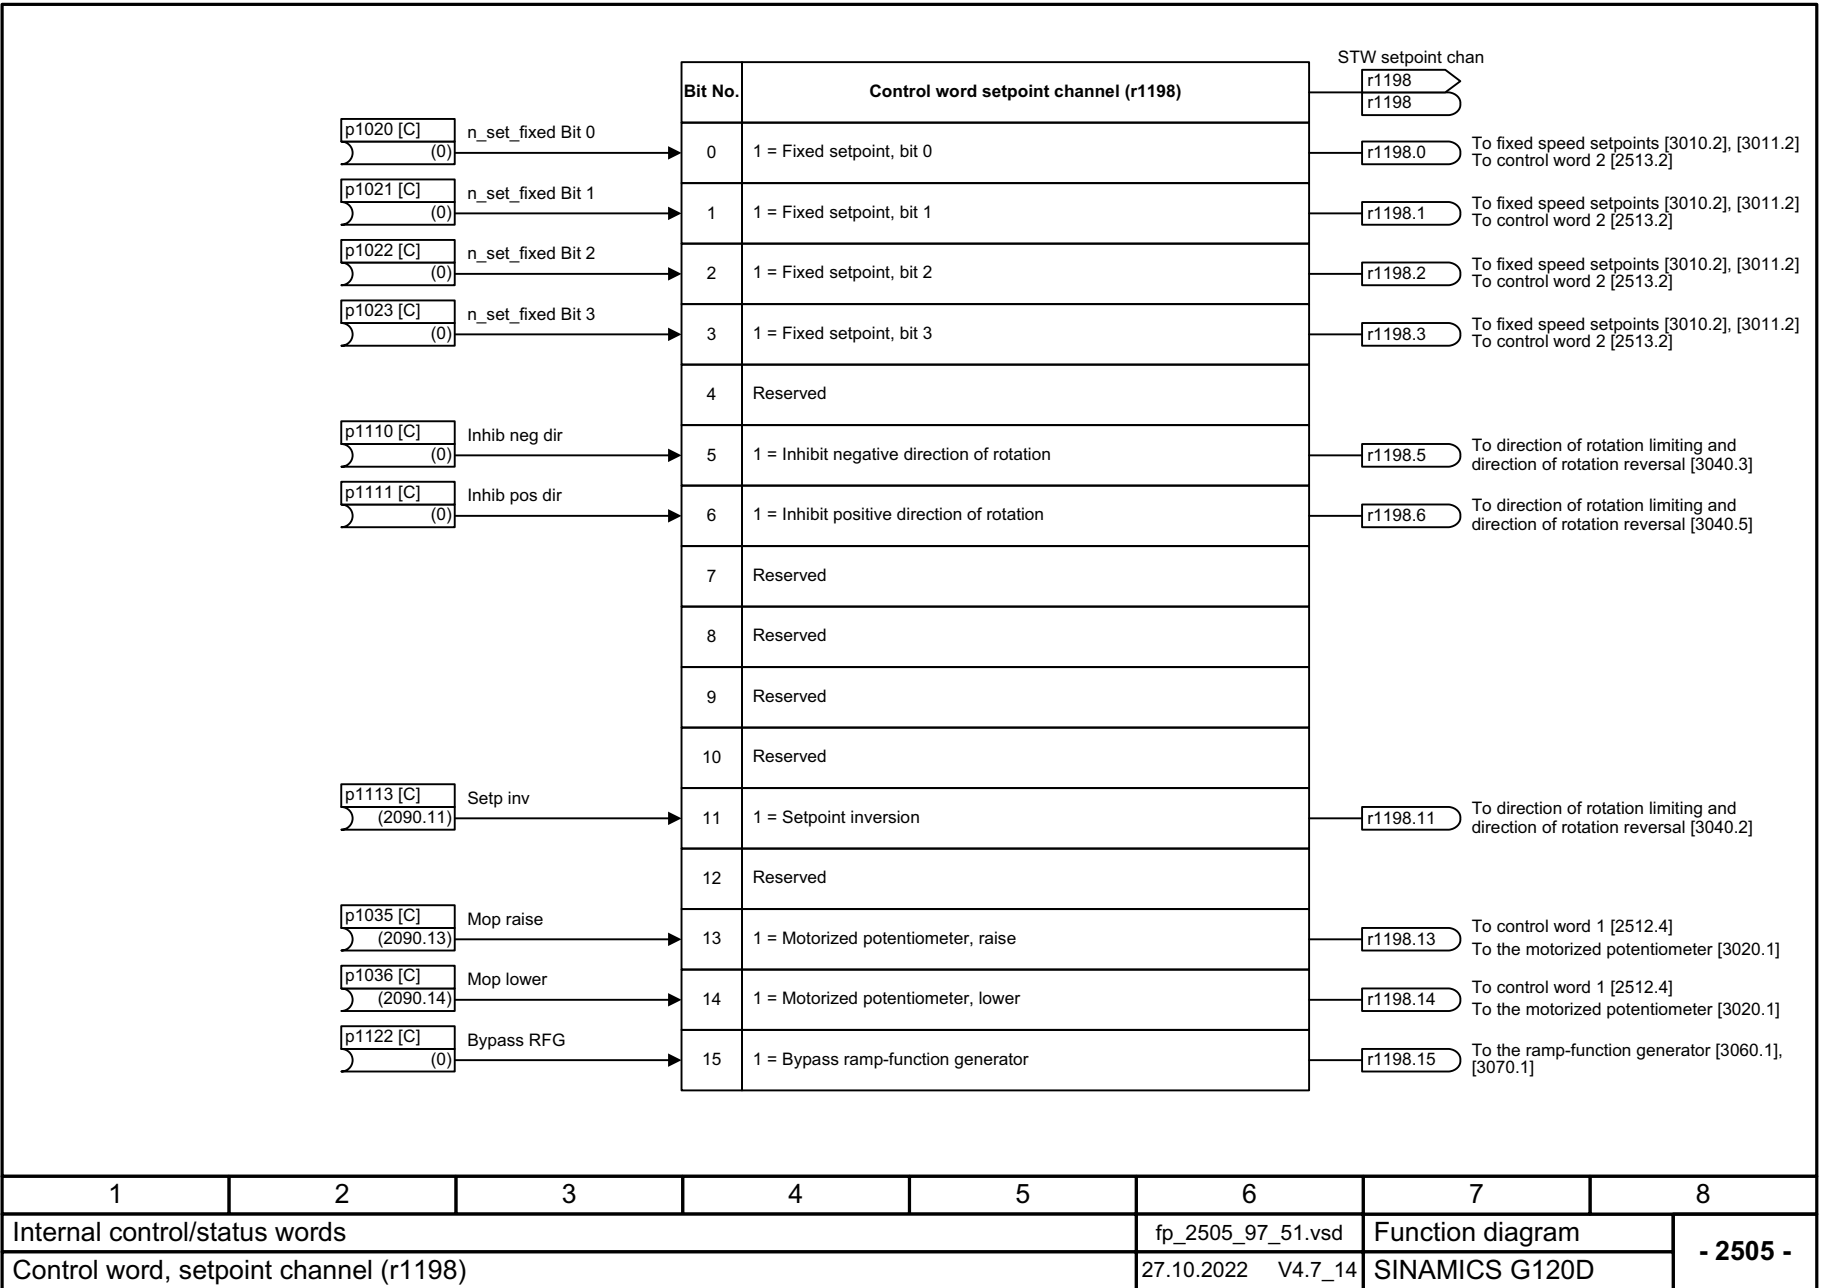 STW setpoint chan
Bit No. Control word setpoint channel (r1198) r1198
r1198
p1020 [C] n_set_fixed Bit 0
(0) 0 1 = Fixed setpoint, bit 0 r1198.0 To fixed speed setpoints [3010.2], [3011.2]
To control word 2 [2513.2]
p1021 [C] n_set_fixed Bit 1
(0) 1 1 = Fixed setpoint, bit 1 r1198.1 To fixed speed setpoints [3010.2], [3011.2]
To control word 2 [2513.2]
p1022 [C] n_set_fixed Bit 2
(0) 2 1 = Fixed setpoint, bit 2 r1198.2 To fixed speed setpoints [3010.2], [3011.2]
To control word 2 [2513.2]
p1023 [C] n_set_fixed Bit 3
(0) 3 1 = Fixed setpoint, bit 3 r1198.3 To fixed speed setpoints [3010.2], [3011.2]
To control word 2 [2513.2]
4 Reserved
p1110 [C] Inhib neg dir
(0) 5 1 = Inhibit negative direction of rotation r1198.5 To direction of rotation limiting and
direction of rotation reversal [3040.3]
p1111 [C] Inhib pos dir
(0) 6 1 = Inhibit positive direction of rotation r1198.6 To direction of rotation limiting and
direction of rotation reversal [3040.5]
7 Reserved
8 Reserved
9 Reserved
10 Reserved
p1113 [C] Setp inv
(2090.11) 11 1 = Setpoint inversion r1198.11 To direction of rotation limiting and
direction of rotation reversal [3040.2]
12 Reserved
p1035 [C] Mop raise
(2090.13) 13 1 = Motorized potentiometer, raise r1198.13 To control word 1 [2512.4]
To the motorized potentiometer [3020.1]
p1036 [C] Mop lower
(2090.14) 14 1 = Motorized potentiometer, lower r1198.14 To control word 1 [2512.4]
To the motorized potentiometer [3020.1]
p1122 [C] Bypass RFG
(0) 15 1 = Bypass ramp-function generator r1198.15 To the ramp-function generator [3060.1],
[3070.1]
1 2 3 4 5 6 7 8
Internal control/status words fp_2505_97_51.vsd Function diagram - 2505 -
Control word, setpoint channel (r1198) 27.10.2022 V4.7_14 SINAMICS G120D